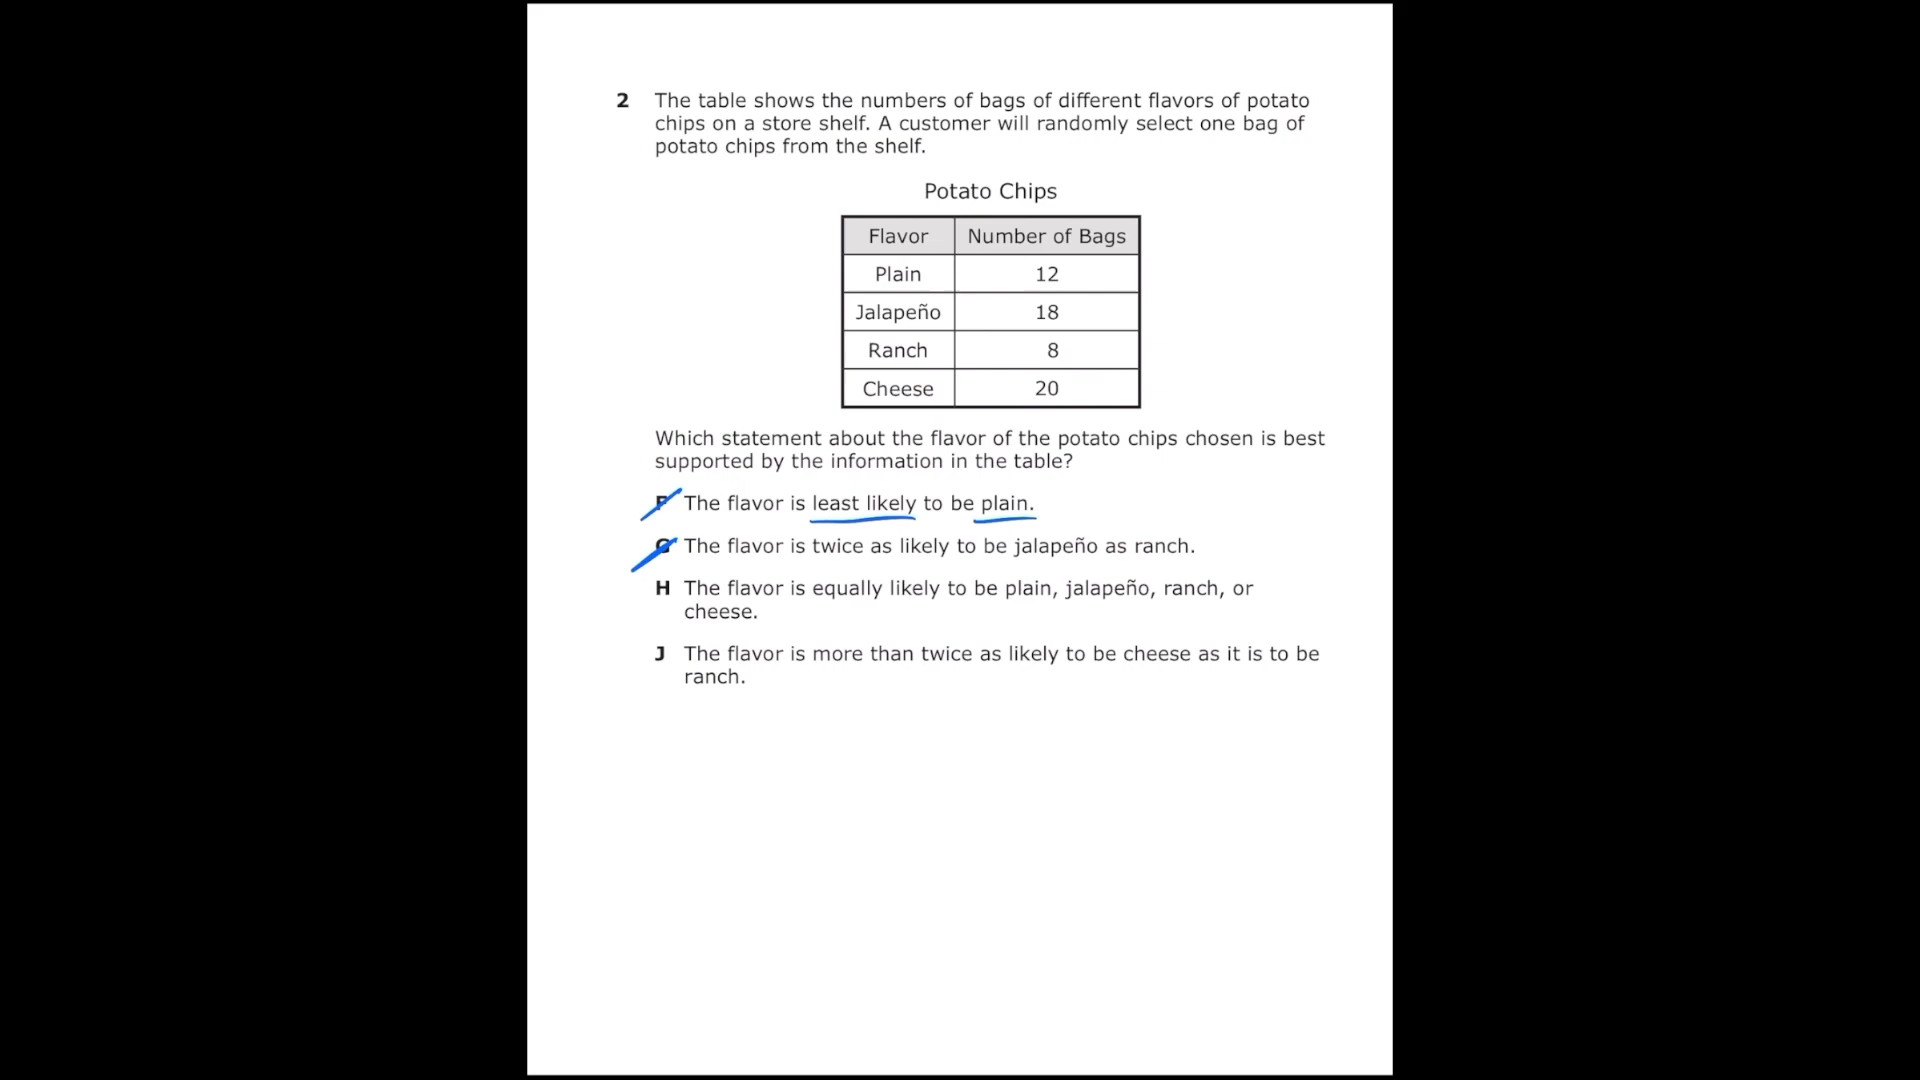 2 The table shows the numbers of bags of different flavors of potato
chips on a store shelf. A customer will randomly select one bag of
potato chips from the shelf.
Potato Chips
Flavor Number of Bags
Plain 12
Jalapeño 18
Ranch 8
Cheese 20
Which statement about the flavor of the potato chips chosen is best
supported by the information in the table?
F The flavor is least likely to be plain.
G The flavor is twice as likely to be jalapeño as ranch.
H The flavor is equally likely to be plain, jalapeño, ranch, or
cheese.
J The flavor is more than twice as likely to be cheese as it is to be
ranch.